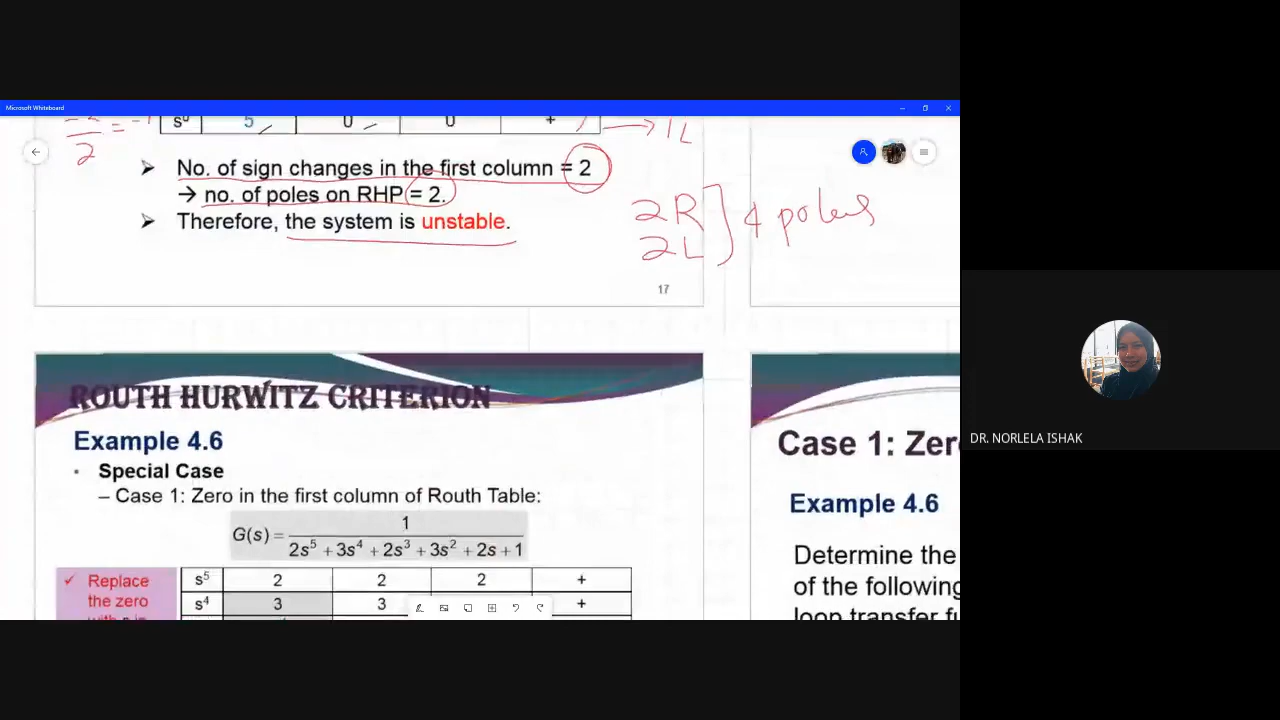 Microsoft Whiteboard
2
s⁰ 5 0 0 +
No. of sign changes in the first column = 2
→ no. of poles on RHP = 2.
Therefore, the system is unstable.
2R
2L
4 poles
17
ROUTH HURWITZ CRITERION
Example 4.6
Special Case
– Case 1: Zero in the first column of Routh Table:
G(s) = 1 / 2s⁵ + 3s⁴ + 2s³ + 3s² + 2s + 1
Replace
the zero
s⁵ 2 2 2 +
s⁴ 3 3 +
Case 1: Zer
Example 4.6
Determine the
of the following
loop transfer fu
DR. NORLELA ISHAK